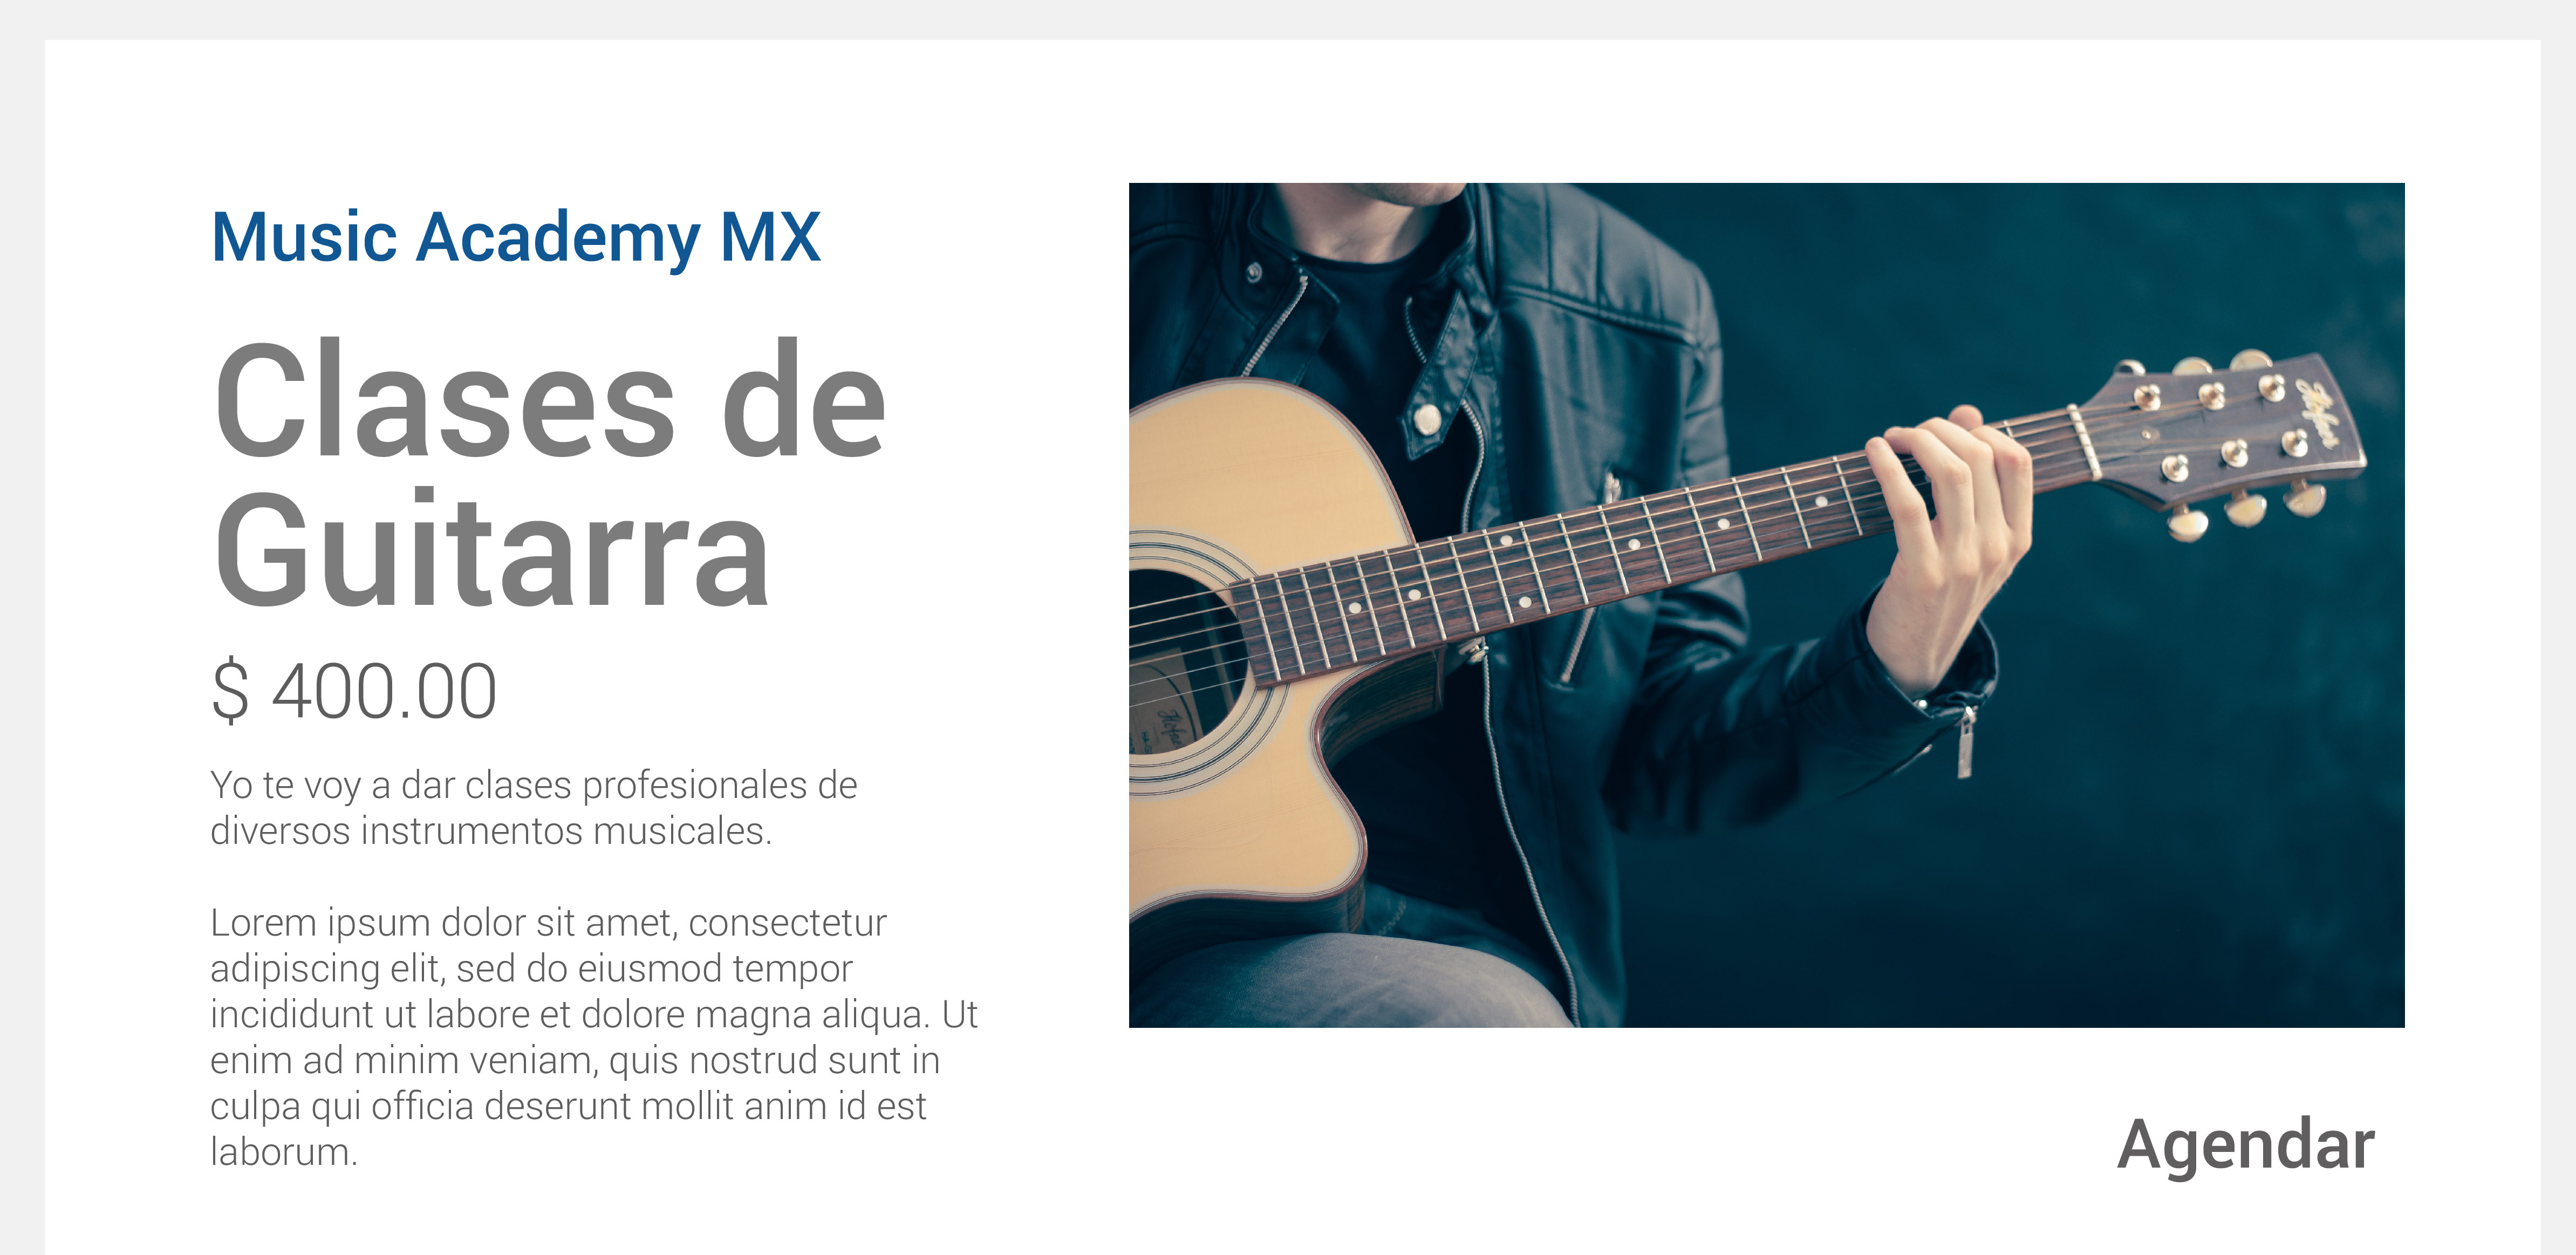 Music Academy MX
Clases de
Guitarra
$ 400.00
Yo te voy a dar clases profesionales de
diversos instrumentos musicales.
Lorem ipsum dolor sit amet, consectetur
adipiscing elit, sed do eiusmod tempor
incididunt ut labore et dolore magna aliqua. Ut
enim ad minim veniam, quis nostrud sunt in
culpa qui officia deserunt mollit anim id est
laborum.
Hofner
Agendar